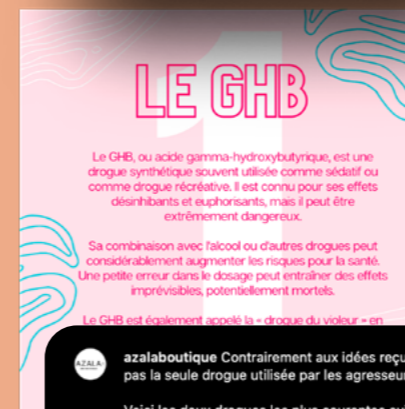 1
LE GHB
Le GHB, ou acide gamma-hydroxybutyrique, est une
drogue synthétique souvent utilisée comme sédatif ou
comme drogue récréative. Il est connu pour ses effets
désinhibants et euphorisants, mais il peut être
extrêmement dangereux.
Sa combinaison avec l'alcool ou d'autres drogues peut
considérablement augmenter les risques pour la santé.
Une petite erreur dans le dosage peut entraîner des effets
imprévisibles, potentiellement mortels.
Le GHB est également appelé la « drogue du violeur » en
AZALA
azalaboutique Contrairement aux idées reçu
pas la seule drogue utilisée par les agresseu